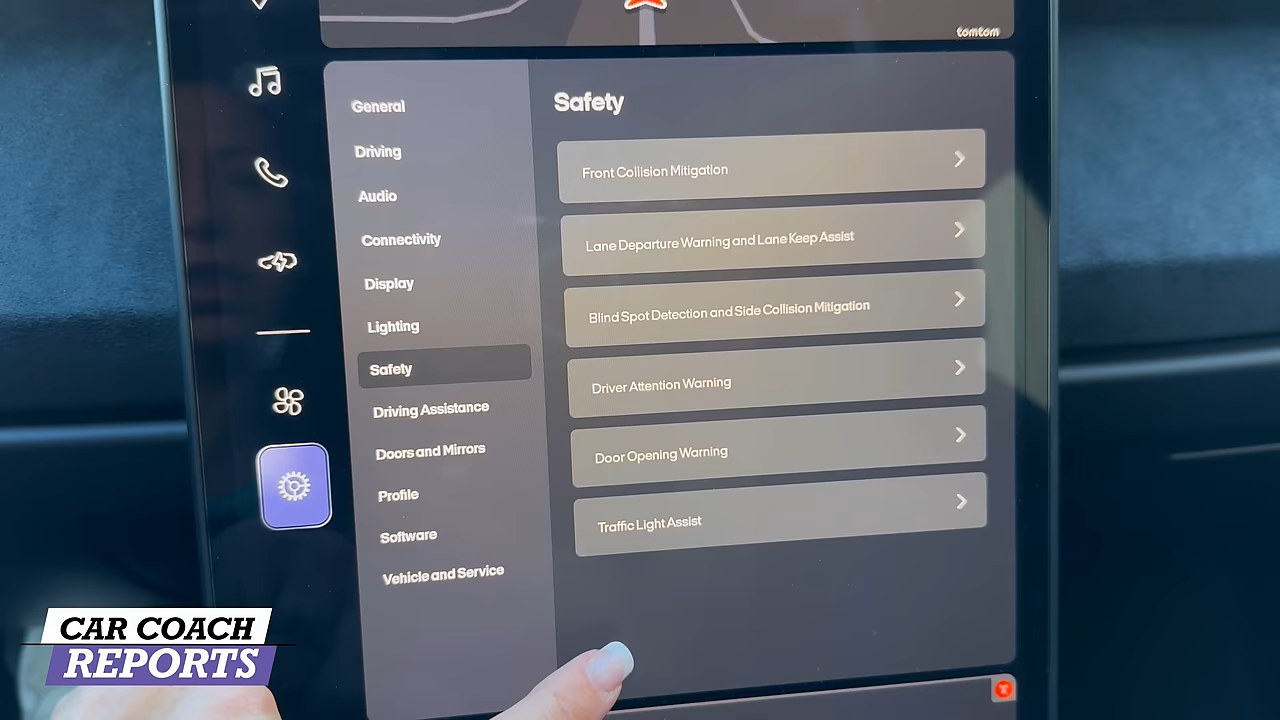 tomtom
General
Driving
Audio
Connectivity
Display
Lighting
Safety
Driving Assistance
Doors and Mirrors
Profile
Software
Vehicle and Service
Safety
Front Collision Mitigation
Lane Departure Warning and Lane Keep Assist
Blind Spot Detection and Side Collision Mitigation
Driver Attention Warning
Door Opening Warning
Traffic Light Assist
CAR COACH
REPORTS